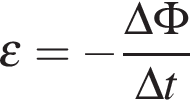 ε = − ΔΦ / Δt